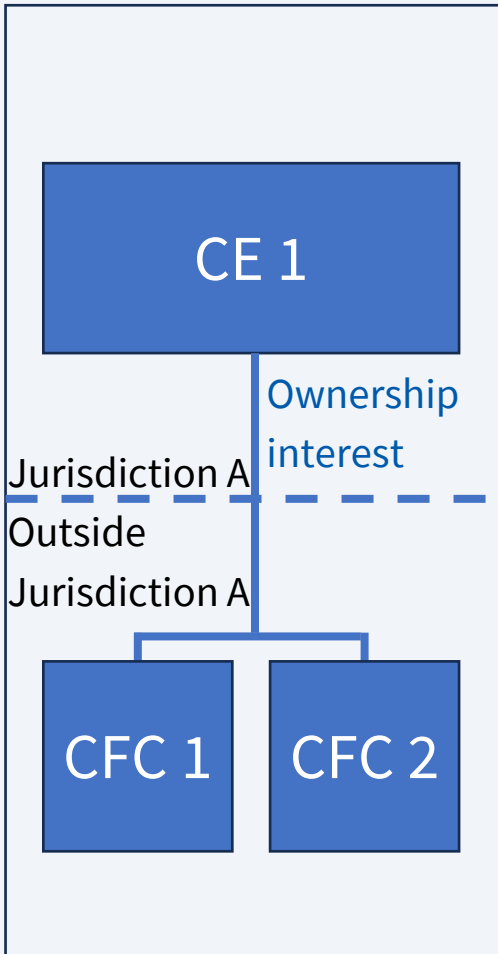 CE 1
Ownership
interest
Jurisdiction A
Outside
Jurisdiction A
CFC 1
CFC 2